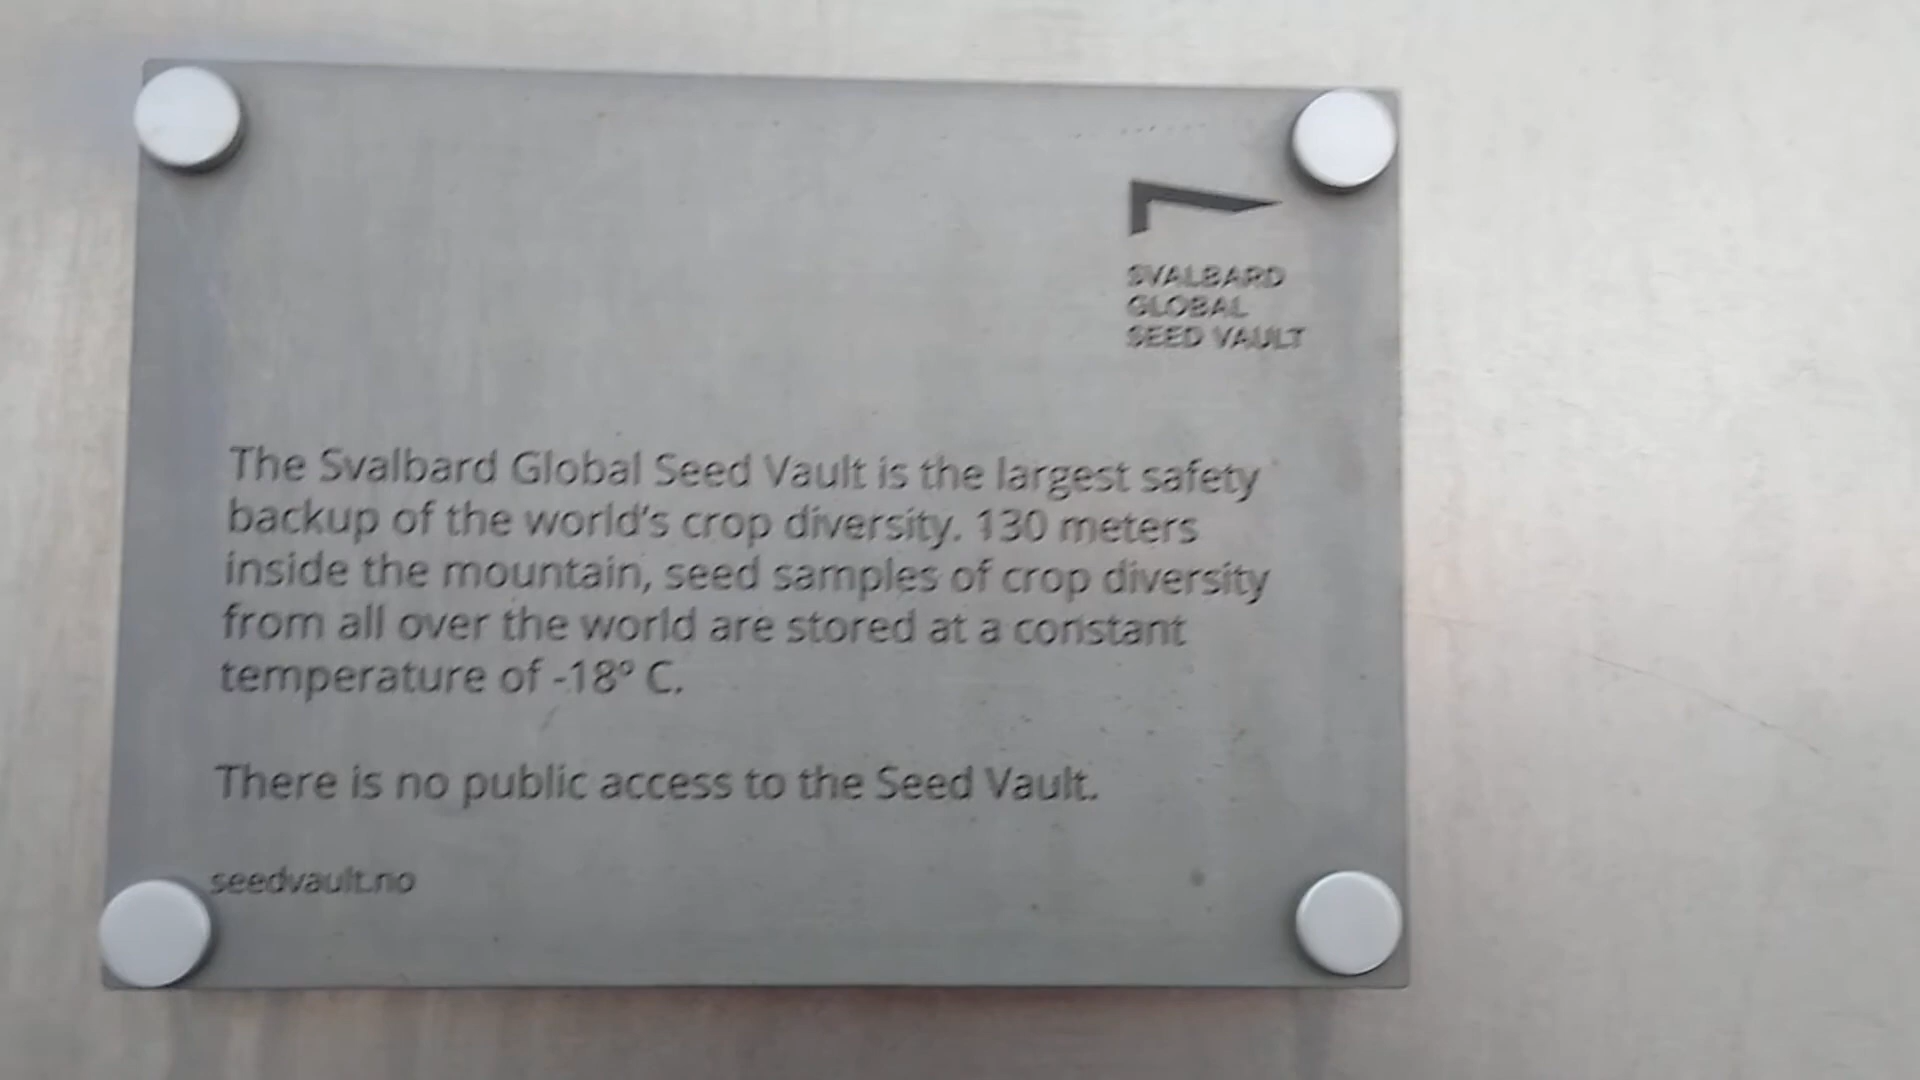 SVALBARD
GLOBAL
SEED VAULT
The Svalbard Global Seed Vault is the largest safety
backup of the world's crop diversity. 130 meters
inside the mountain, seed samples of crop diversity
from all over the world are stored at a constant
temperature of -18º C.
There is no public access to the Seed Vault.
seedvault.no